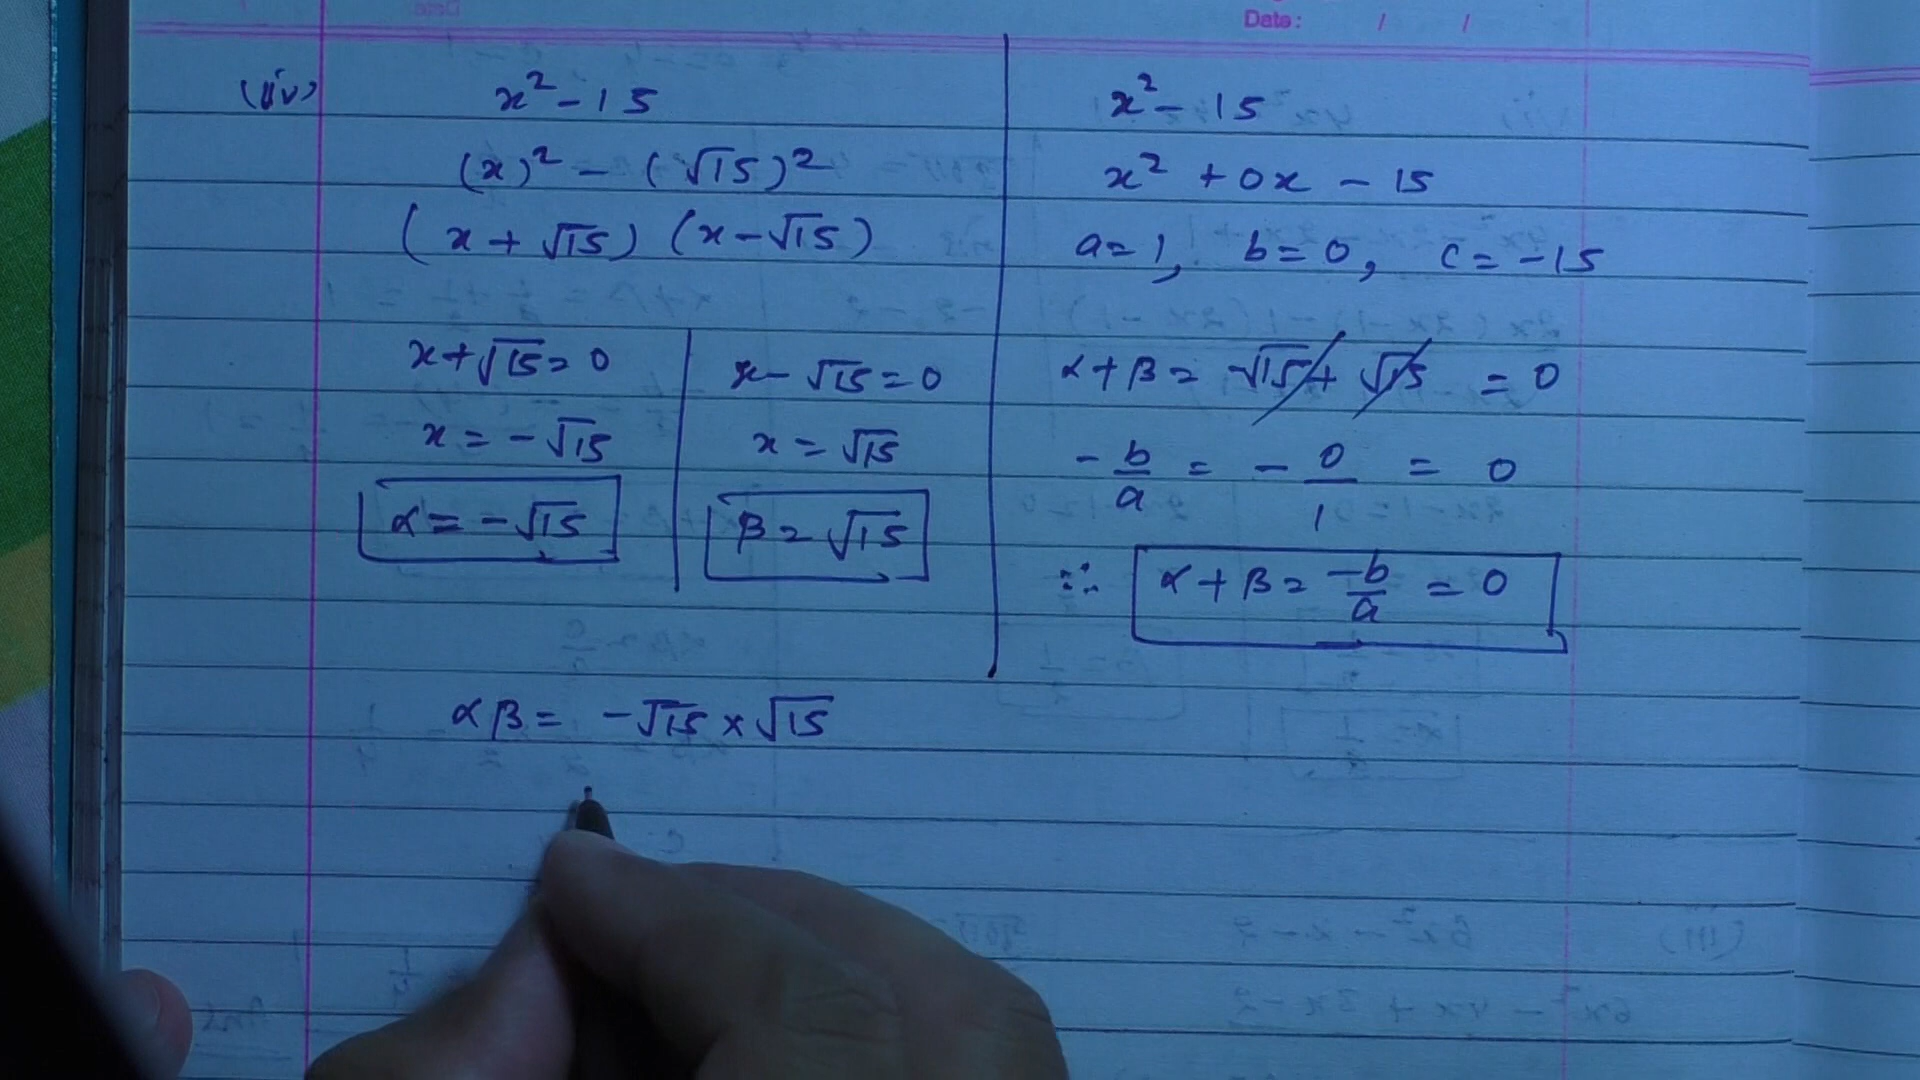 Date: / /
(iv) x² - 15
(x)² - (√15)²
(x + √15) (x - √15)
x + √15 = 0
x = -√15
α = -√15
x - √15 = 0
x = √15
β = √15
x² - 15
x² + 0x - 15
a = 1, b = 0, c = -15
α + β = -√15 + √15 = 0
- b/a = - 0/1 = 0
∴ α + β = -b/a = 0
αβ = -√15 × √15